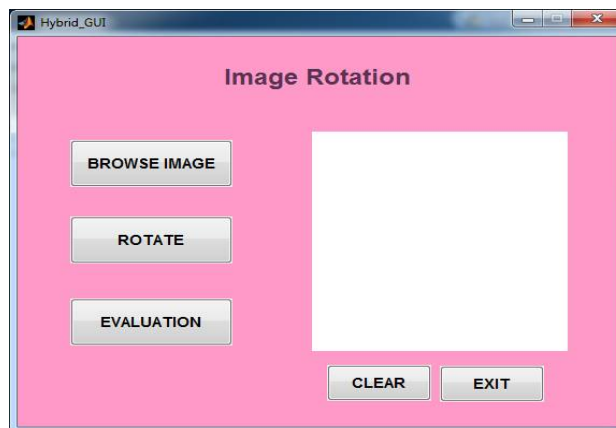 Hybrid_GUI
Image Rotation
BROWSE IMAGE
ROTATE
EVALUATION
CLEAR
EXIT